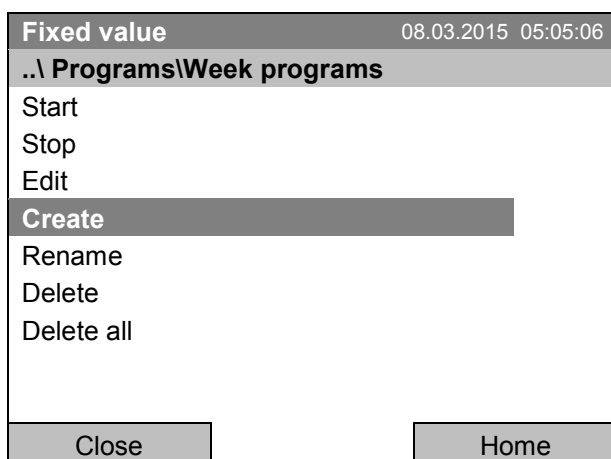 Fixed value 08.03.2015 05:05:06
..\ Programs\Week programs
Start
Stop
Edit
Create
Rename
Delete
Delete all
Close Home